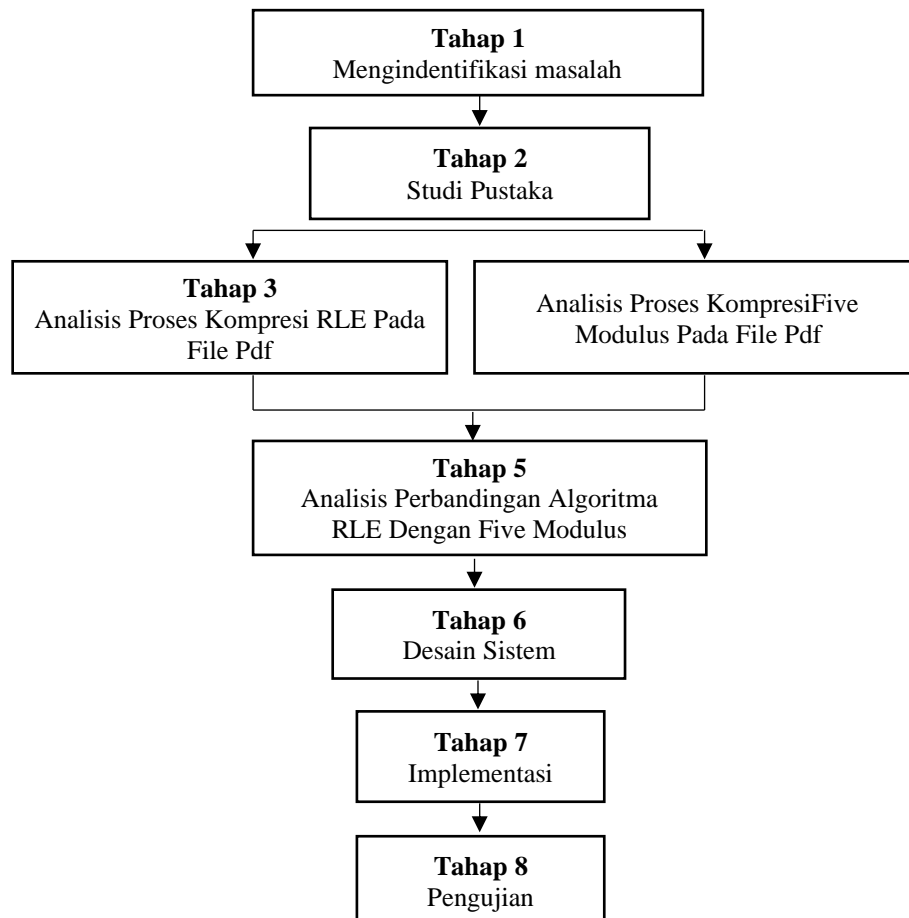 Tahap 1
Mengindentifikasi masalah
Tahap 2
Studi Pustaka
Tahap 3
Analisis Proses Kompresi RLE Pada
File Pdf
Analisis Proses KompresiFive
Modulus Pada File Pdf
Tahap 5
Analisis Perbandingan Algoritma
RLE Dengan Five Modulus
Tahap 6
Desain Sistem
Tahap 7
Implementasi
Tahap 8
Pengujian